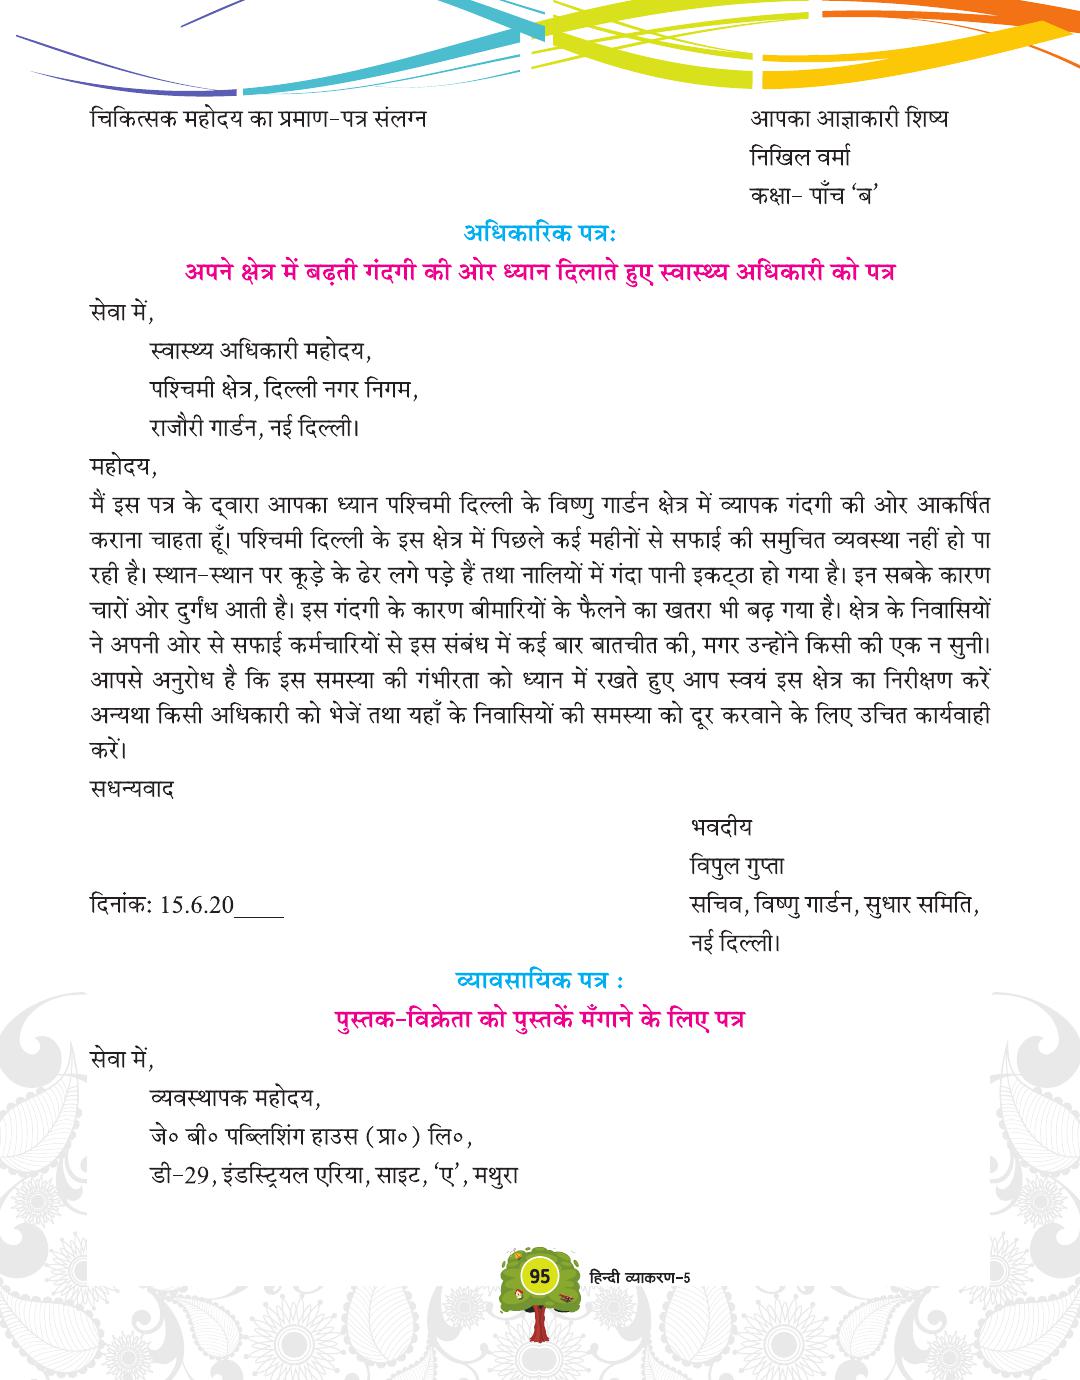 चिकित्सक महोदय का प्रमाण-पत्र संलग्न
आपका आज्ञाकारी शिष्य
निखिल वर्मा
कक्षा- पाँच ‘ब’
अधिकारिक पत्र:
अपने क्षेत्र में बढ़ती गंदगी की ओर ध्यान दिलाते हुए स्वास्थ्य अधिकारी को पत्र
सेवा में,
स्वास्थ्य अधिकारी महोदय,
पश्चिमी क्षेत्र, दिल्ली नगर निगम,
राजौरी गार्डन, नई दिल्ली।
महोदय,
मैं इस पत्र के द्‌वारा आपका ध्यान पश्चिमी दिल्ली के विष्णु गार्डन क्षेत्र में व्यापक गंदगी की ओर आकर्षित
कराना चाहता हूँ। पश्चिमी दिल्ली के इस क्षेत्र में पिछले कई महीनों से सफाई की समुचित व्यवस्था नहीं हो पा
रही है। स्थान-स्थान पर कूड़े के ढेर लगे पड़े हैं तथा नालियों में गंदा पानी इकट्‌ठा हो गया है। इन सबके कारण
चारों ओर दुर्गंध आती है। इस गंदगी के कारण बीमारियों के फैलने का खतरा भी बढ़ गया है। क्षेत्र के निवासियों
ने अपनी ओर से सफाई कर्मचारियों से इस संबंध में कई बार बातचीत की, मगर उन्होंने किसी की एक न सुनी।
आपसे अनुरोध है कि इस समस्या की गंभीरता को ध्यान में रखते हुए आप स्वयं इस क्षेत्र का निरीक्षण करें
अन्यथा किसी अधिकारी को भेजें तथा यहाँ के निवासियों की समस्या को दूर करवाने के लिए उचित कार्यवाही
करें।
सधन्यवाद
भवदीय
विपुल गुप्ता
दिनांक: 15.6.20____
सचिव, विष्णु गार्डन, सुधार समिति,
नई दिल्ली।
व्यावसायिक पत्र :
पुस्तक-विक्रेता को पुस्तकें मँगाने के लिए पत्र
सेवा में,
व्यवस्थापक महोदय,
जे० बी० पब्लिशिंग हाउस (प्रा०) लि०,
डी-29, इंडस्ट्रियल एरिया, साइट, ‘ए’, मथुरा
95
हिन्दी व्याकरण-5